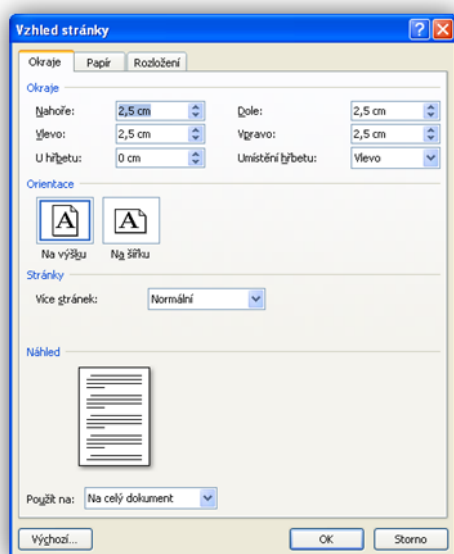 Vzhled stránky
Okraje Papír Rozložení
Okraje
Nahoře: 2,5 cm Dole: 2,5 cm
Vlevo: 2,5 cm Vpravo: 2,5 cm
U hřbetu: 0 cm Umístění hřbetu: Vlevo
Orientace
A A
Na výšku Na šířku
Stránky
Více stránek: Normální
Náhled
Použít na: Na celý dokument
Výchozí... OK Storno